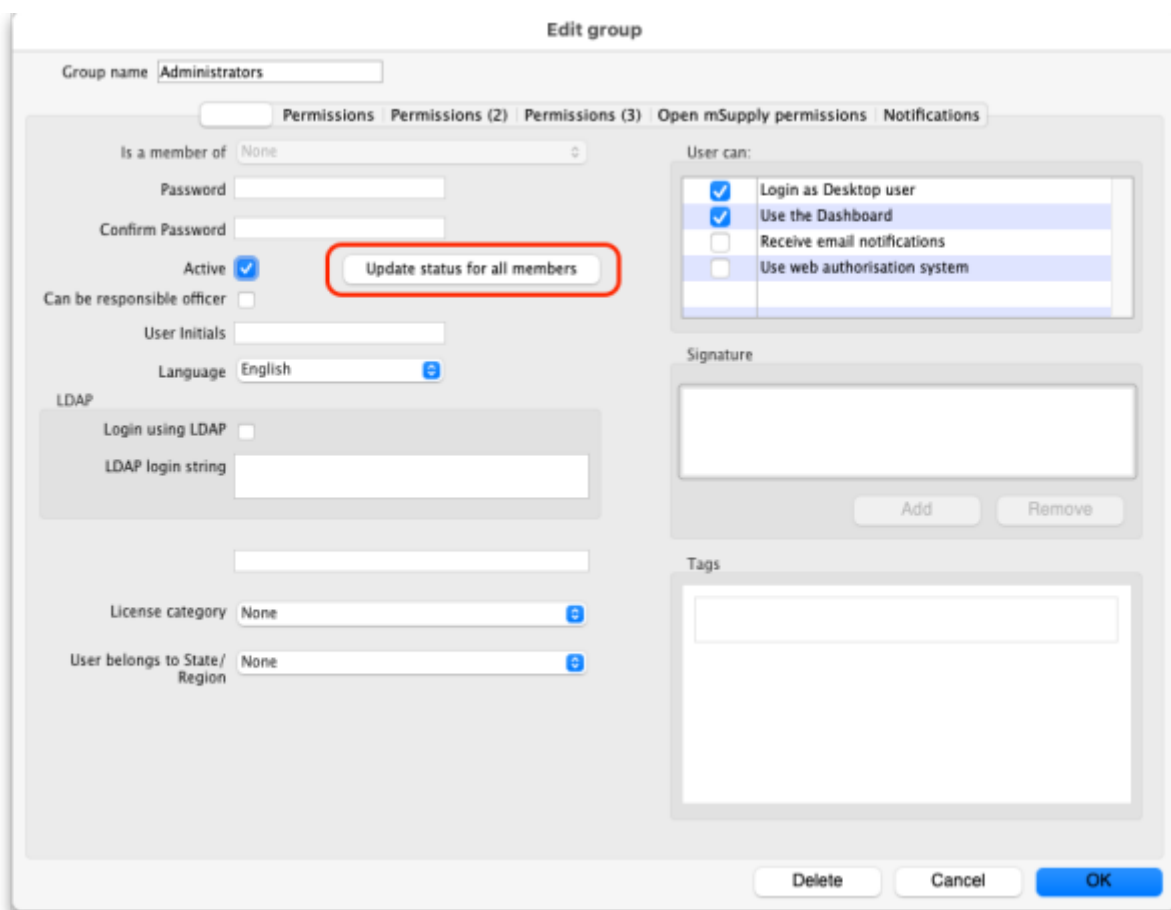 Edit group
Group name Administrators
Permissions Permissions (2) Permissions (3) Open mSupply permissions Notifications
Is a member of None
Password
Confirm Password
Active Update status for all members
Can be responsible officer
User Initials
Language English
LDAP
Login using LDAP
LDAP login string
License category None
User belongs to State/ None
Region
User can:
Login as Desktop user
Use the Dashboard
Receive email notifications
Use web authorisation system
Signature
Add Remove
Tags
Delete Cancel OK